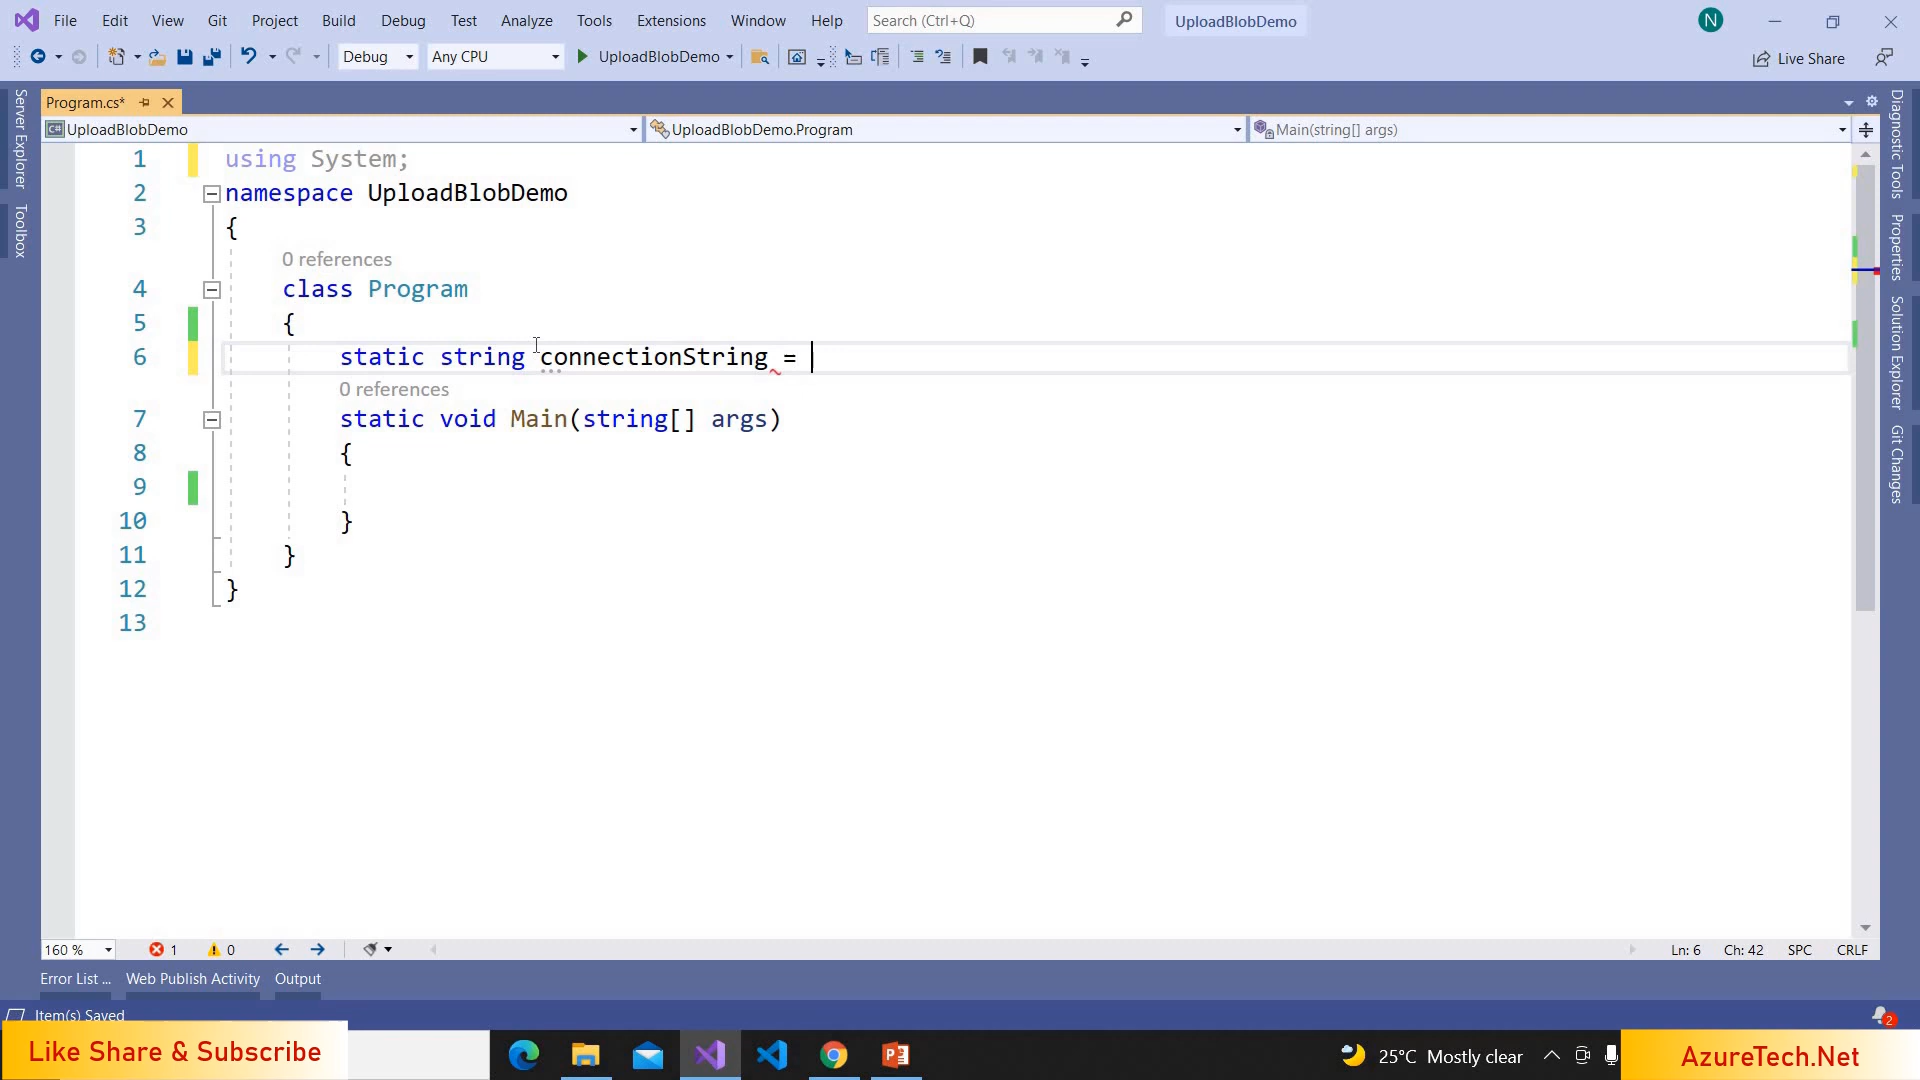 File Edit View Git Project Build Debug Test Analyze Tools Extensions Window Help Search (Ctrl+Q) UploadBlobDemo N
Debug Any CPU UploadBlobDemo Live Share
Program.cs*
C# UploadBlobDemo UploadBlobDemo.Program Main(string[] args)
Server Explorer
Toolbox
Diagnostic Tools
Properties
Solution Explorer
Git Changes
1 using System;
2 namespace UploadBlobDemo
3 {
0 references
4 class Program
5 {
6 static string connectionString =
0 references
7 static void Main(string[] args)
8 {
9
10 }
11 }
12 }
13
160 % 1 0 Ln: 6 Ch: 42 SPC CRLF
Error List ... Web Publish Activity Output
Item(s) Saved 2
Like Share & Subscribe 25°C Mostly clear AzureTech.Net